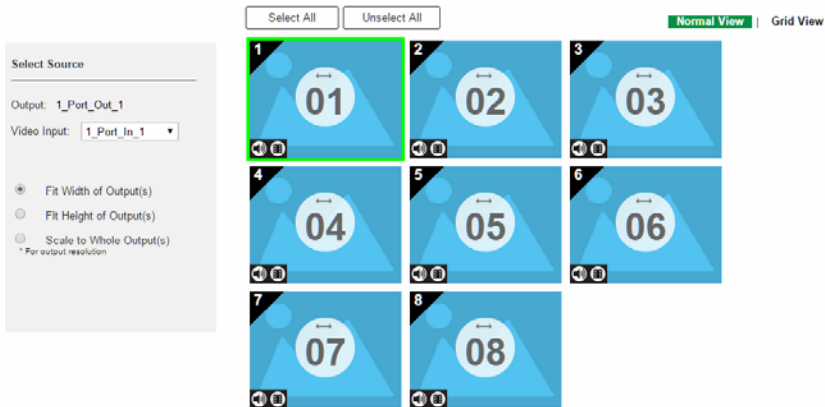 Select All
Unselect All
Normal View | Grid View
Select Source
Output: 1_Port_Out_1
Video Input: 1_Port_In_1
Fit Width of Output(s)
Fit Height of Output(s)
Scale to Whole Output(s)
* For output resolution
1
01
2
02
3
03
4
04
5
05
6
06
7
07
8
08